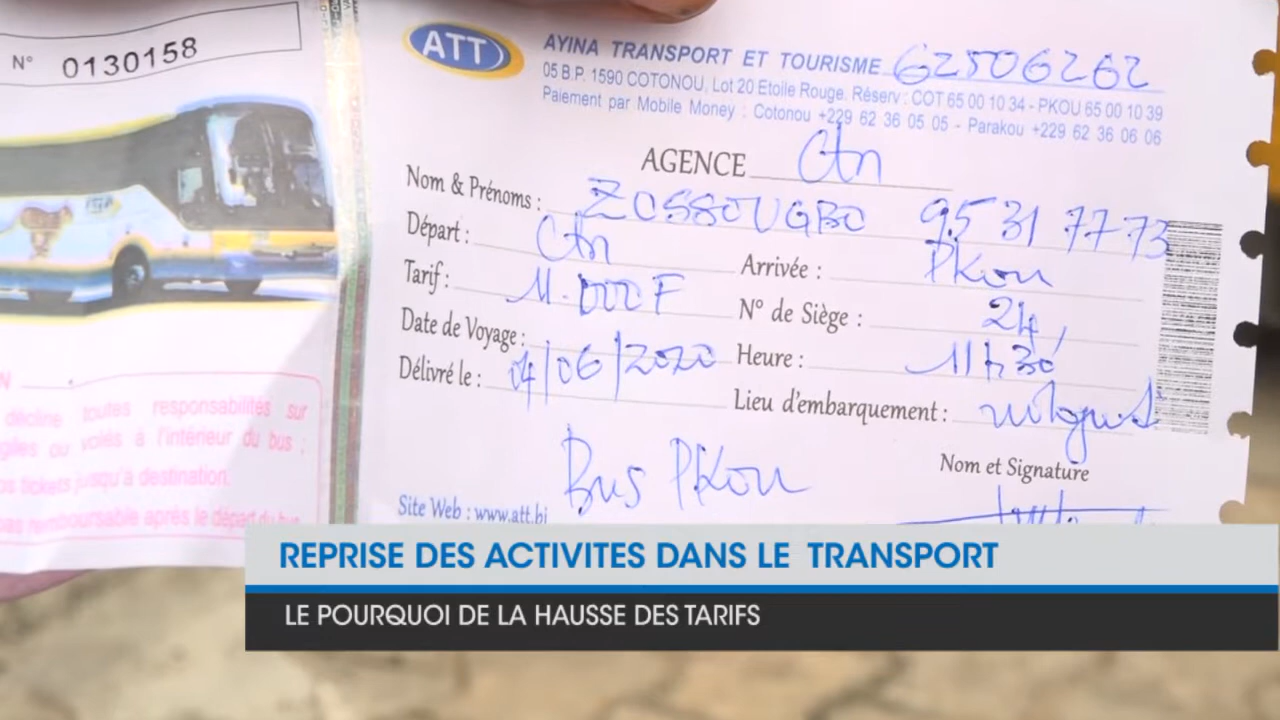 N° 0130158
ATT
AYINA TRANSPORT ET TOURISME 62506262
05 B.P. 1590 COTONOU, Lot 20 Etoile Rouge. Réserv : COT 65 00 10 34 - PKOU 65 00 10 39
Paiement par Mobile Money : Cotonou +229 62 36 05 05 - Parakou +229 62 36 06 06
AGENCE Ctn
Nom & Prénoms : ZOSSOUGBO 95 31 77 73
Départ : Ctn
Arrivée : PKou
Tarif : 11.000 F
N° de Siège : 24
Date de Voyage :
Heure : 11h30
Délivré le : 04/06/2020
Lieu d'embarquement :
Bus PKou
Nom et Signature
Site Web : www.att.bj
décline toutes responsabilités sur
ou volés à l'intérieur du bus ;
tickets jusqu'à destination.
remboursable après le départ du bus
REPRISE DES ACTIVITES DANS LE TRANSPORT
LE POURQUOI DE LA HAUSSE DES TARIFS